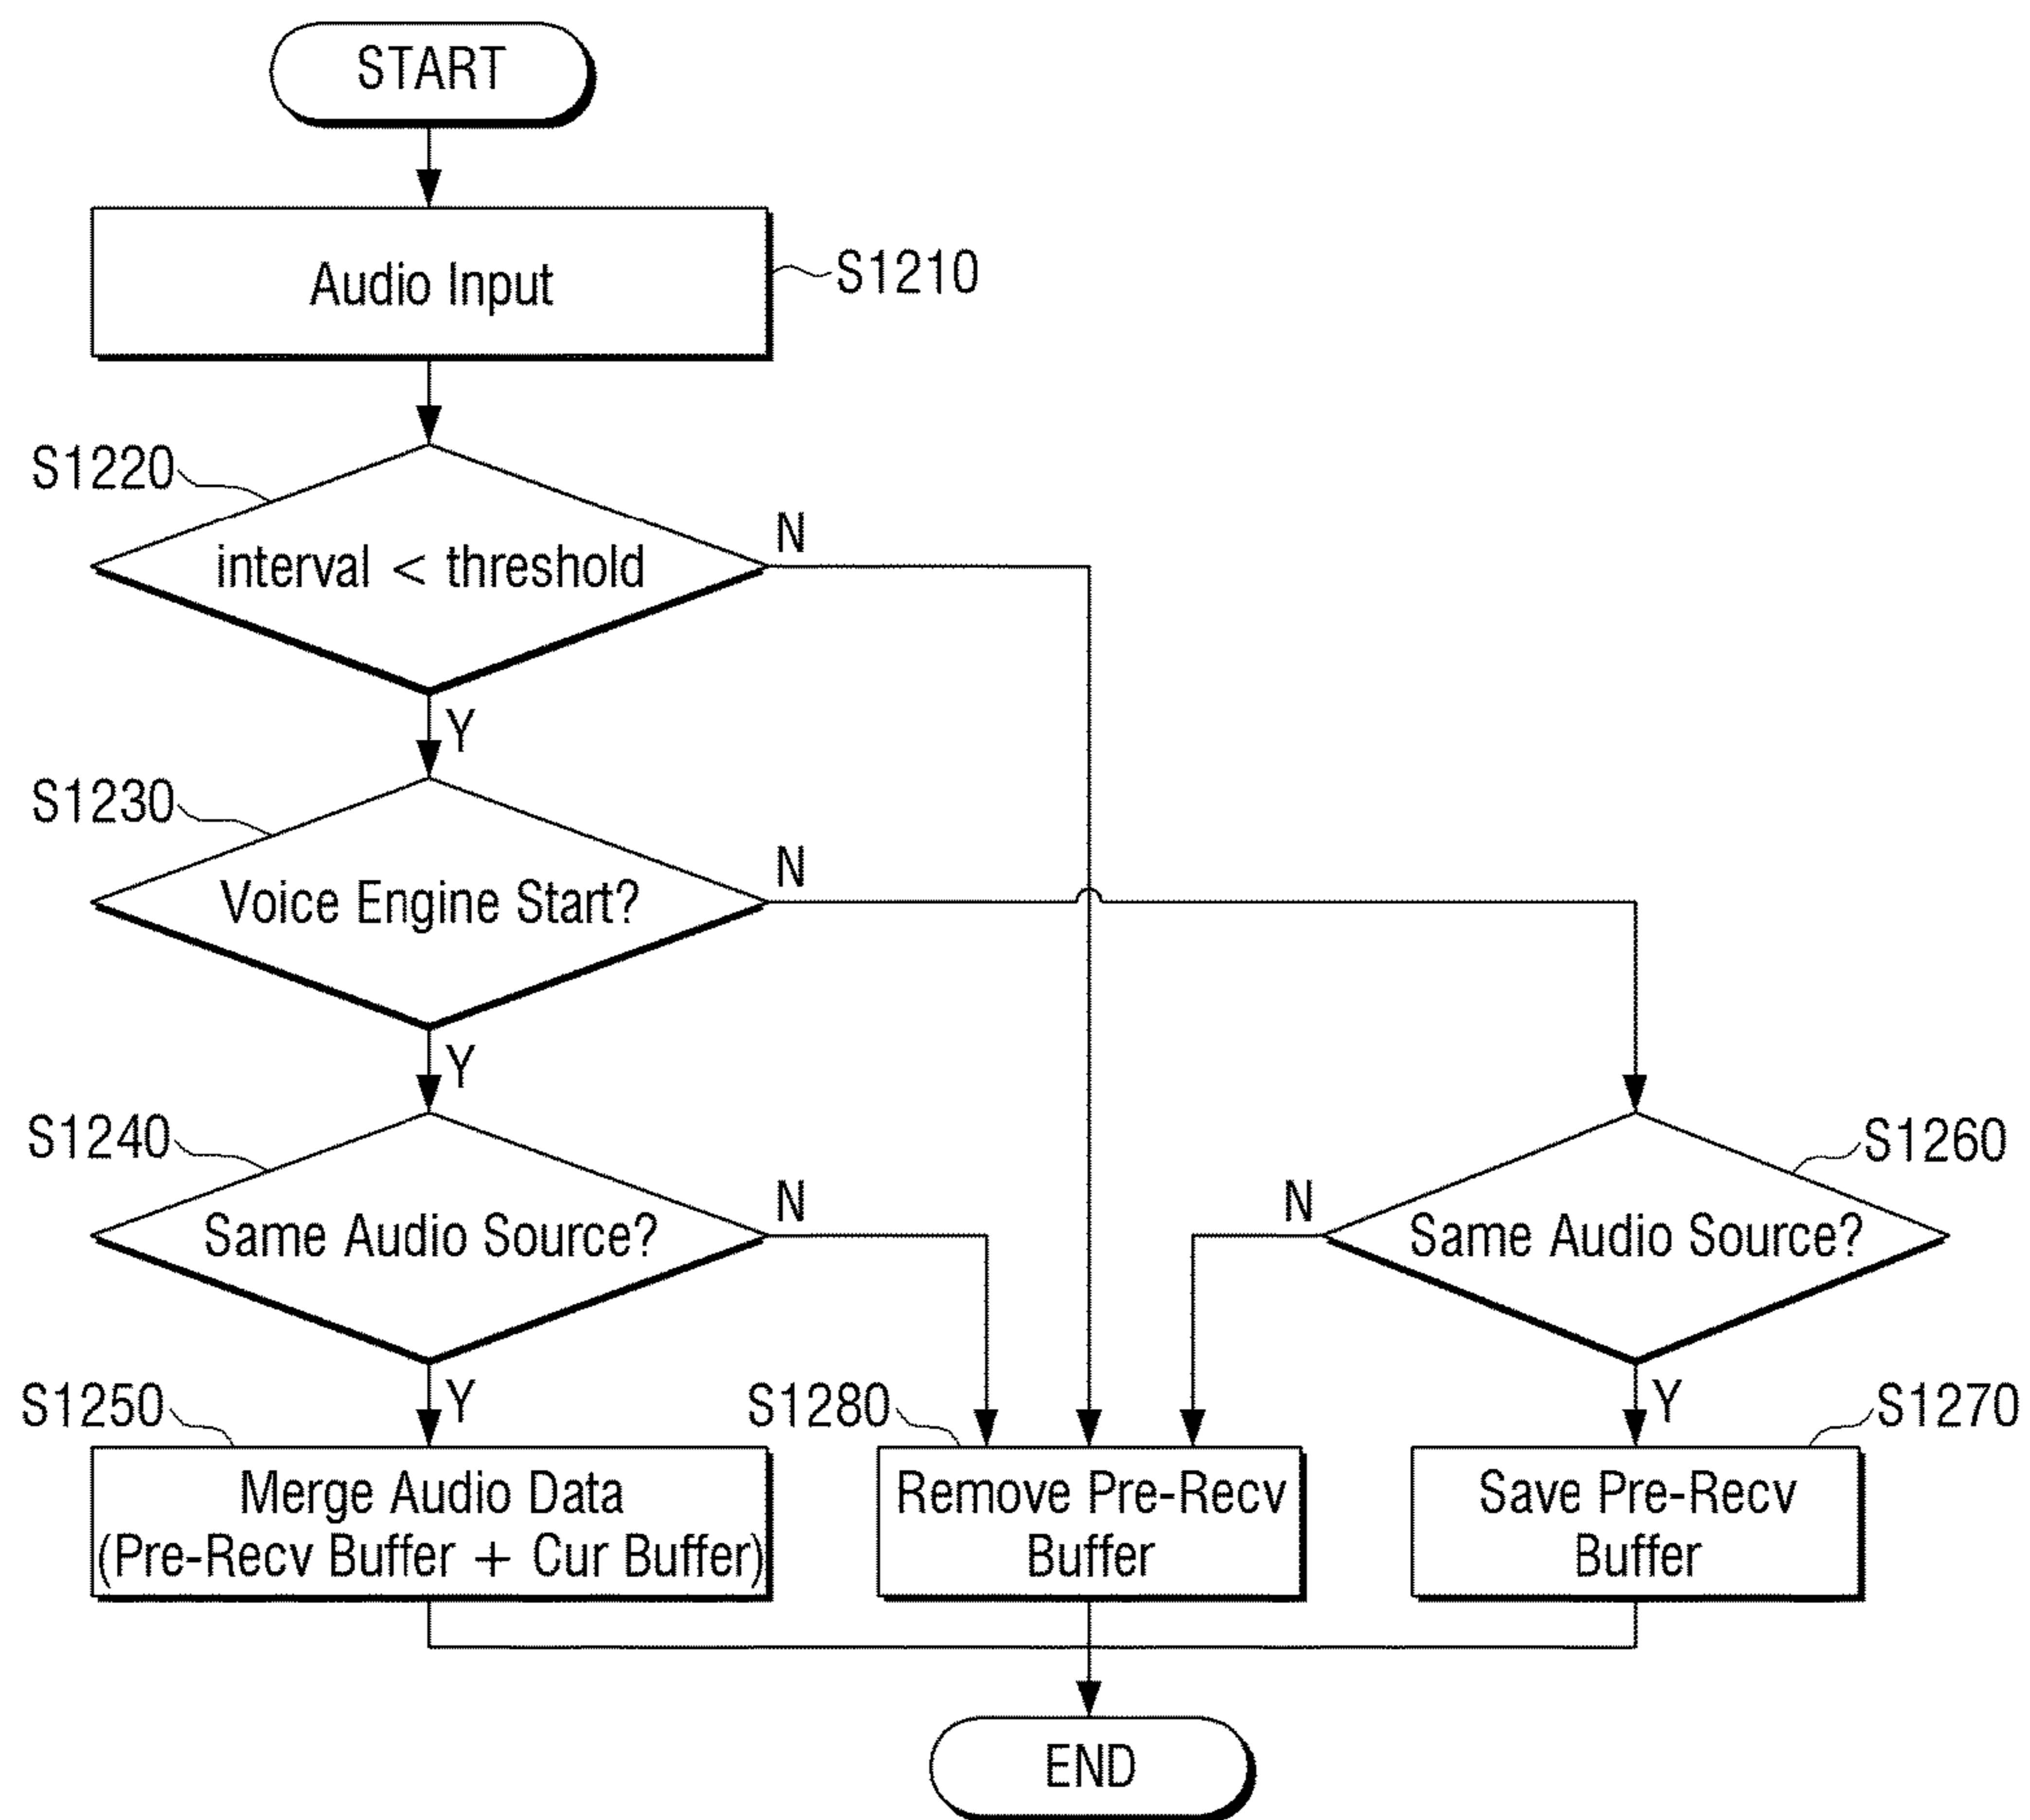 START
Audio Input
S1210
S1220
interval < threshold
N
Y
S1230
Voice Engine Start?
N
Y
S1240
Same Audio Source?
N
N
Same Audio Source?
S1260
Y
Y
S1250
Merge Audio Data
(Pre-Recv Buffer + Cur Buffer)
S1280
Remove Pre-Recv
Buffer
S1270
Save Pre-Recv
Buffer
END